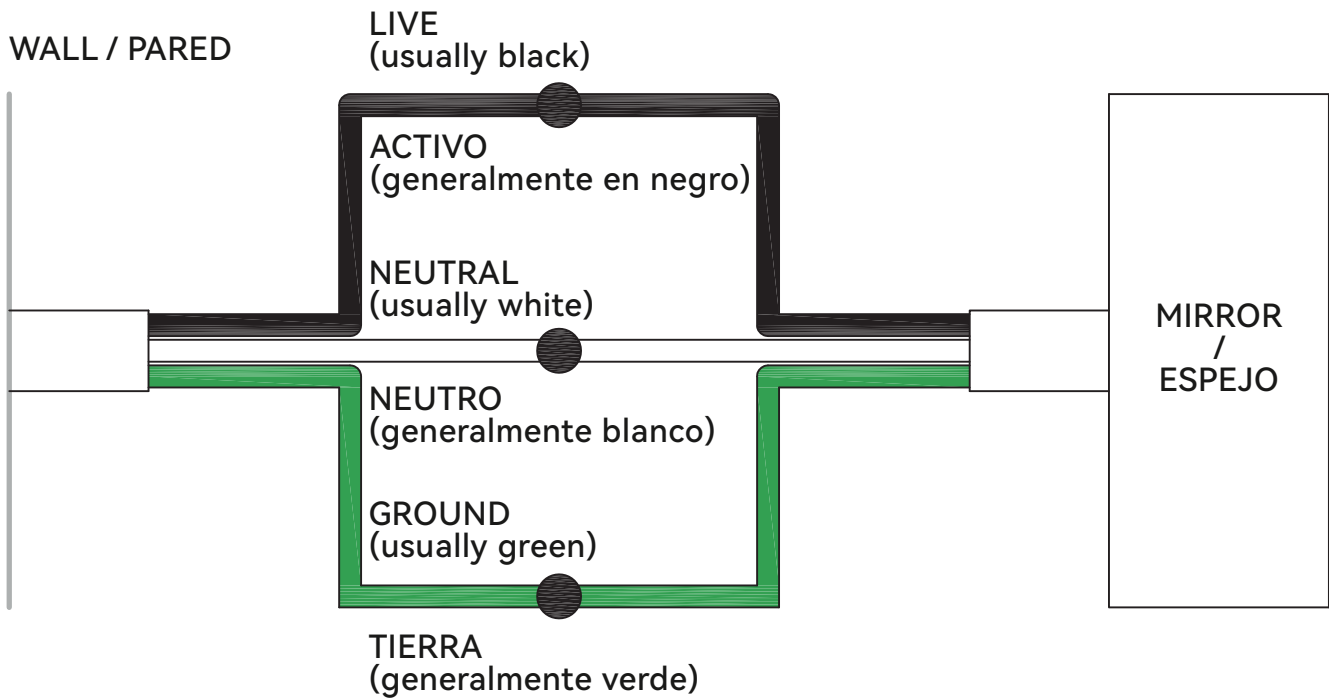 WALL / PARED
LIVE
(usually black)
ACTIVO
(generalmente en negro)
NEUTRAL
(usually white)
NEUTRO
(generalmente blanco)
GROUND
(usually green)
TIERRA
(generalmente verde)
MIRROR
/
ESPEJO